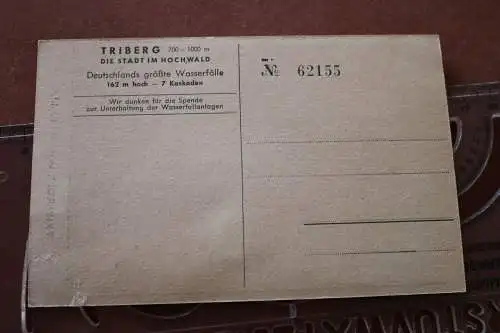 TRIBERG 700 – 1000 m
DIE STADT IM HOCHWALD
Deutschlands größte Wasserfälle
162 m hoch – 7 Kaskaden
Wir danken für die Spende
zur Unterhaltung der Wasserfallanlagen
№ 62155